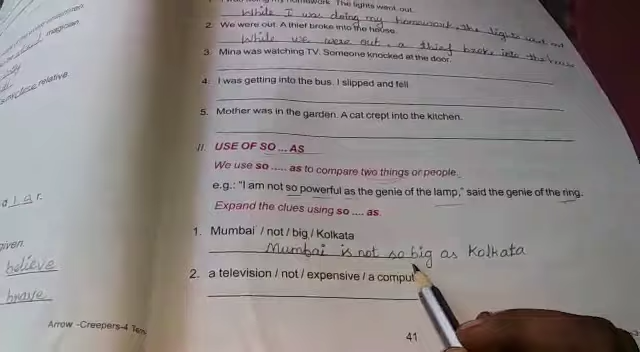 homework. The lights went out.
While I was doing my homework, the lights went out
2. We were out. A thief broke into the house.
While we were out, a thief broke into the house
3. Mina was watching TV. Someone knocked at the door.
4. I was getting into the bus. I slipped and fell.
5. Mother was in the garden. A cat crept into the kitchen.
II. USE OF SO ... AS
We use so ..... as to compare two things or people.
e.g.: "I am not so powerful as the genie of the lamp," said the genie of the ring.
Expand the clues using so .... as.
1. Mumbai / not / big / Kolkata
Mumbai is not so big as Kolkata
2. a television / not / expensive / a comput
magician.
relative.
believe
brave
Arrow -Creepers-4
41